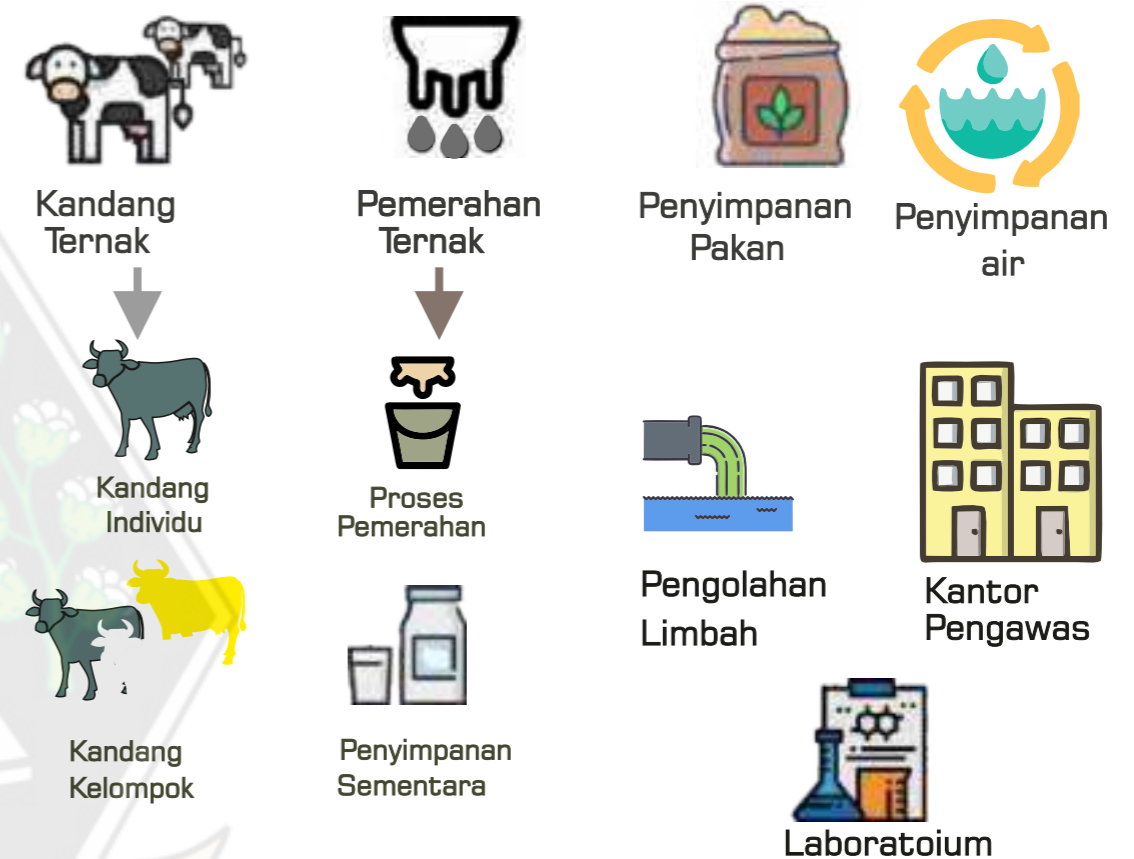 Kandang
Ternak
Pemerahan
Ternak
Penyimpanan
Pakan
Penyimpanan
air
Kandang
Individu
Proses
Pemerahan
Pengolahan
Limbah
Kantor
Pengawas
Kandang
Kelompok
Penyimpanan
Sementara
Laboratoium